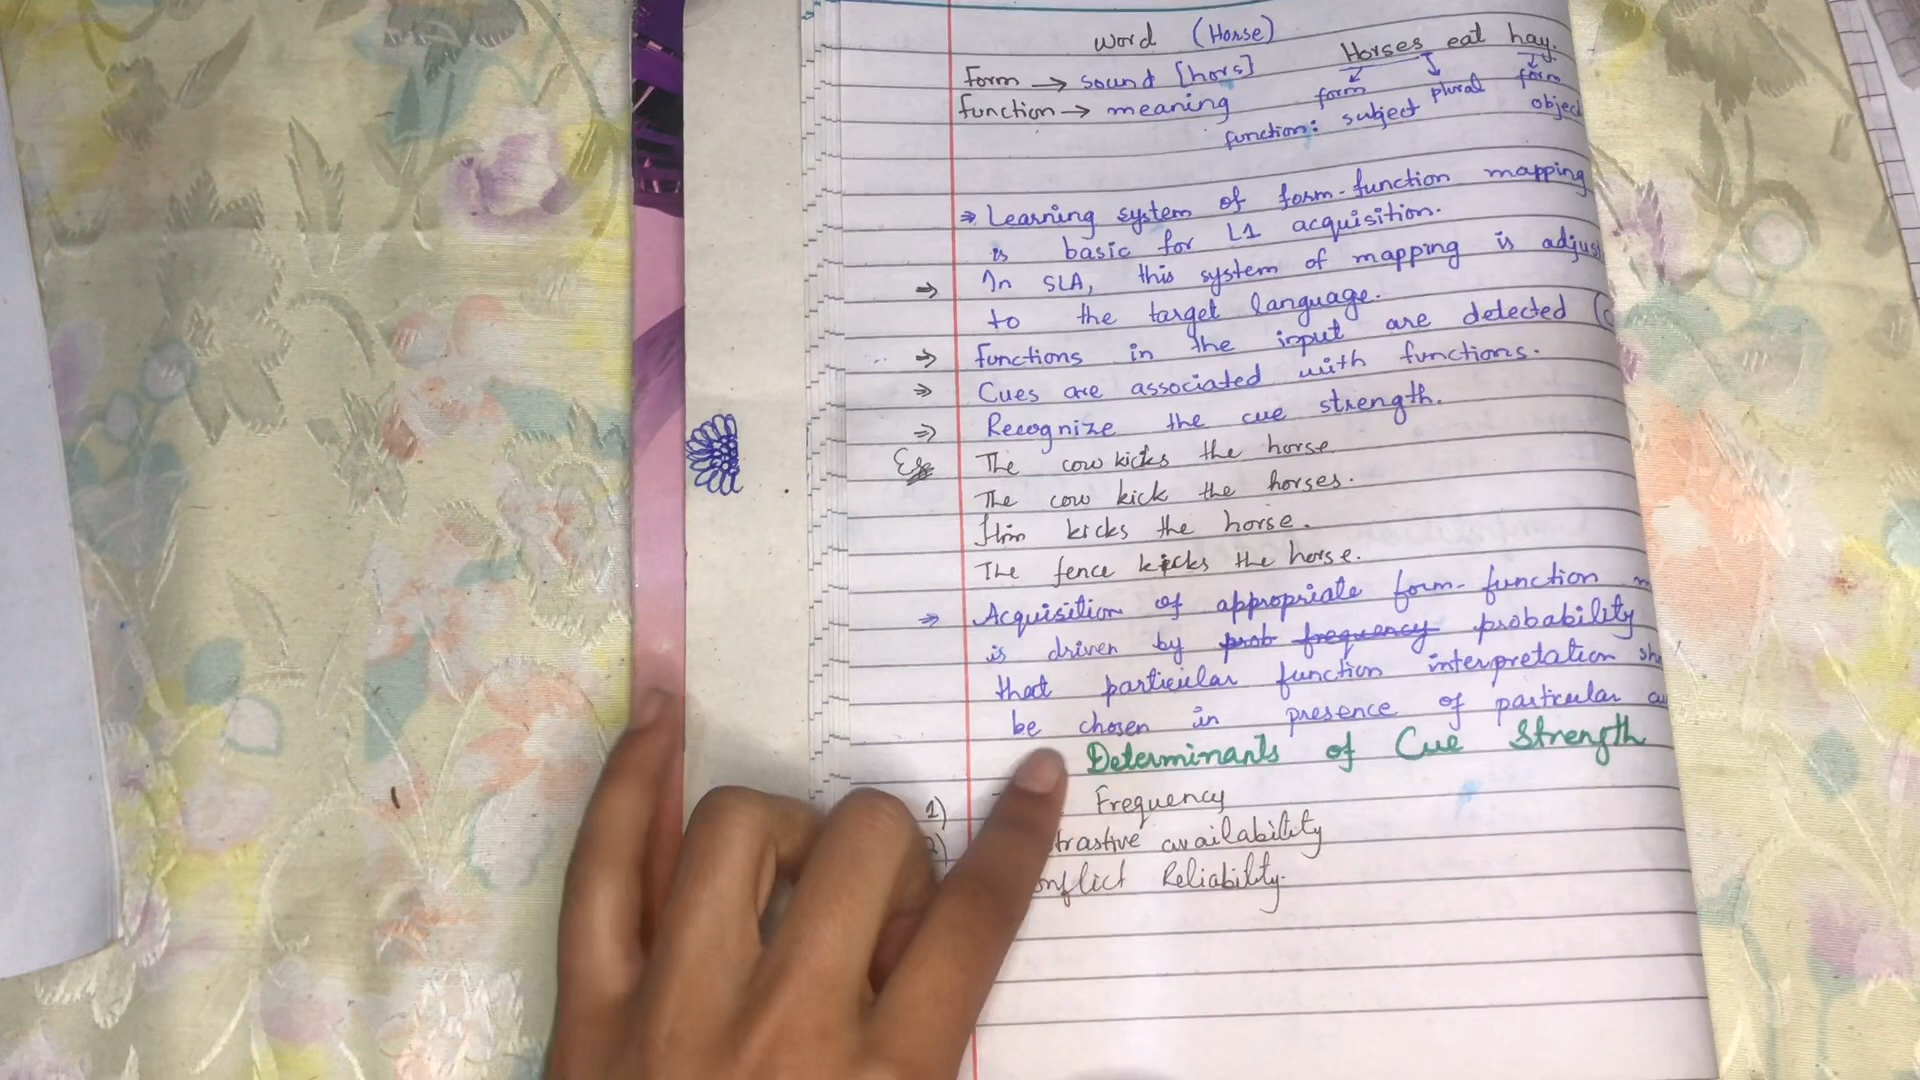 word (Horse)
Horses eat hay.
form → sound [hors]
form plural form
function → meaning
function: subject object
⇒ Learning system of form-function mapping
is basic for L1 acquisition.
⇒ In SLA, this system of mapping is
to the target language.
⇒ functions in the input are detected
⇒ Cues are associated with functions.
⇒ Recognize the cue strength.
The cow kicks the horse.
The cow kick the horses.
Him kicks the horse.
The fence kicks the horse.
⇒ Acquisition of appropriate form-function
is driven by prob frequency probability
that particular function interpretation
be chosen in presence of particular
Determinants of Cue Strength
1) Frequency
2) trastive availability
onflict Reliability.